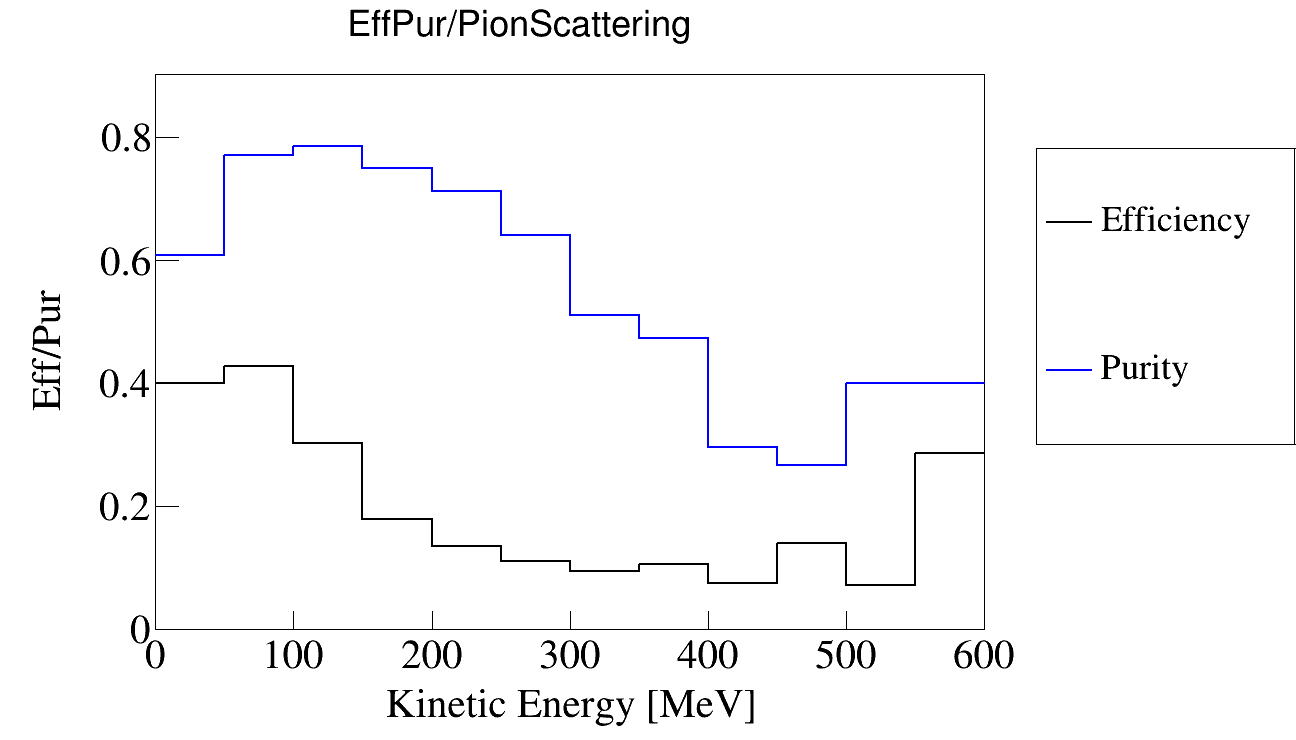 EffPur/PionScattering
0.8
0.6
0.4
0.2
0
Eff/Pur
0 100 200 300 400 500 600
Kinetic Energy [MeV]
Efficiency
Purity